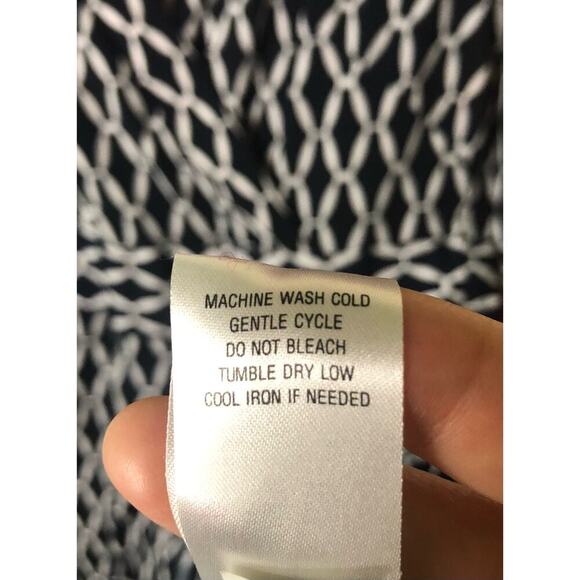 MACHINE WASH COLD
GENTLE CYCLE
DO NOT BLEACH
TUMBLE DRY LOW
COOL IRON IF NEEDED